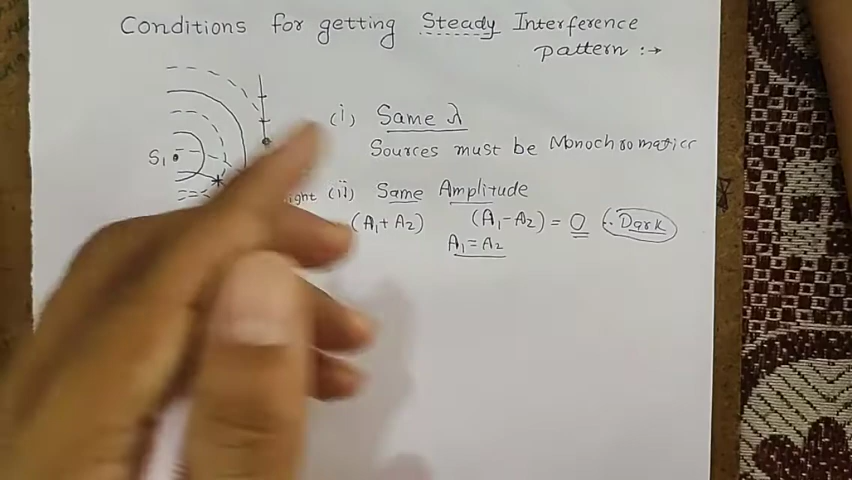 Conditions for getting Steady Interference
pattern :→
(i) Same λ
Sources must be Monochromatics
S₁
(ii) Same Amplitude
(A₁+A₂) (A₁-A₂) = 0 Dark
A₁=A₂